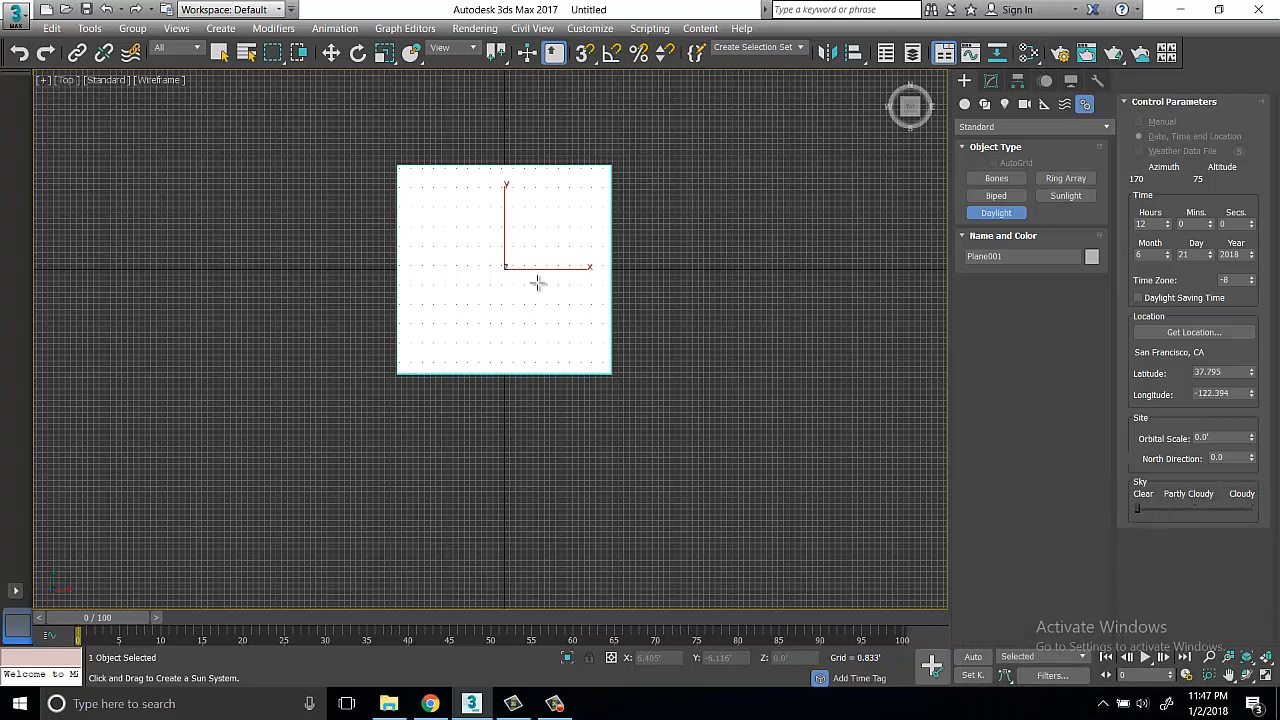 MAX
Workspace: Default
Autodesk 3ds Max 2017 Untitled
Type a keyword or phrase
Sign In
Edit Tools Group Views Create Modifiers Animation Graph Editors Rendering Civil View Customize Scripting Content Help
All
View
Create Selection Set
[+] [Top ] [Standard] [Wireframe]
N
W E
S
TOP
Control Parameters
Manual
Date, Time and Location
Weather Data File S
Azimuth Altitude
170 75
Time
Hours Mins. Secs.
12 0 0
Month Day Year
6 21 2018
Time Zone: -8
Daylight Saving Time
Location
Get Location...
San Francisco, CA
Latitude: 37.795
Longitude: -122.394
Site
Orbital Scale: 0.0'
North Direction: 0.0
Sky
Clear Partly Cloudy Cloudy
Standard
Object Type
AutoGrid
Bones Ring Array
Biped Sunlight
Daylight
Name and Color
Plane001
y
x
0 / 100
0 5 10 15 20 25 30 35 40 45 50 55 60 65 70 75 80 85 90 95 100
Activate Windows
Go to Settings to activate Windows.
1 Object Selected
X: 6.405' Y: -6.116' Z: 0.0' Grid = 0.833'
Auto Selected
Welcome to M
Click and Drag to Create a Sun System.
Add Time Tag
Set K. Filters... 0
Type here to search
11:47 PM
1/2/2018
3